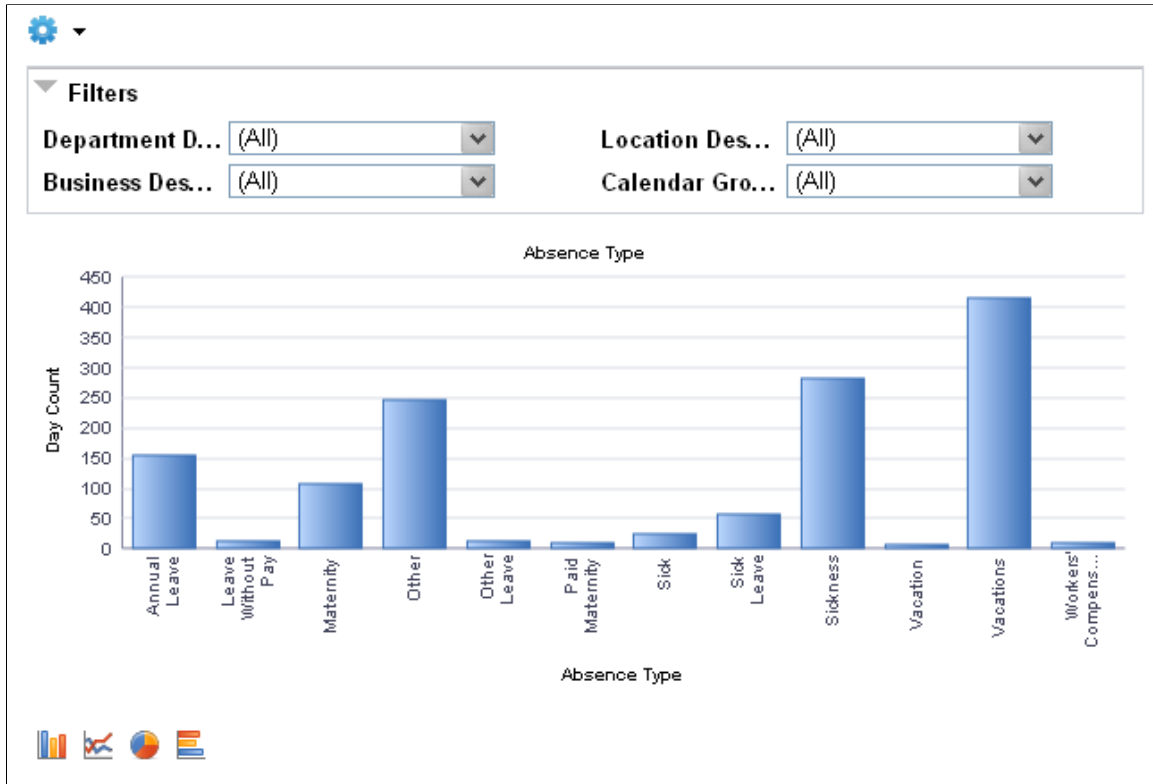 Filters
Department D... (All) Location Des... (All)
Business Des... (All) Calendar Gro... (All)
Absence Type
450
400
350
300
250
200
150
100
50
0
Day Count
Annual
Leave
Leave
Without
Pay
Maternity
Other
Other
Leave
Paid
Maternity
Sick
Sick
Leave
Sickness
Vacation
Vacations
Workers'
Compens...
Absence Type